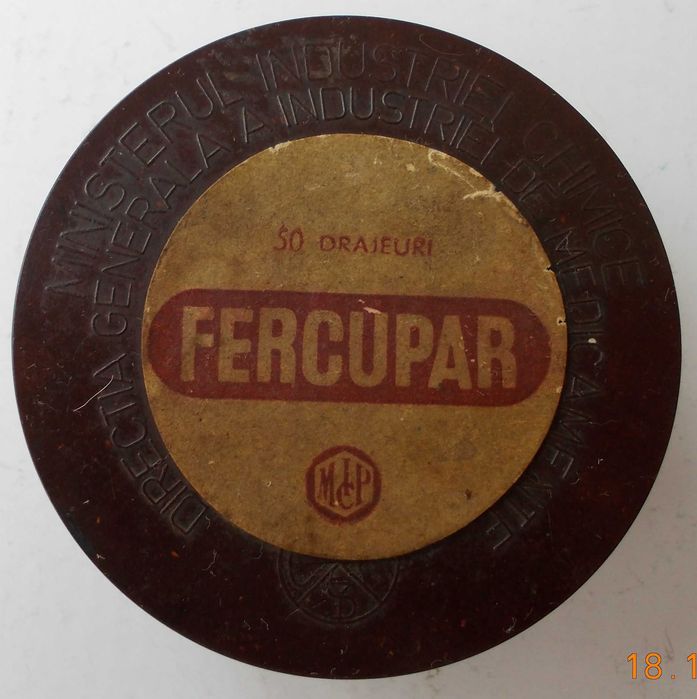 MINISTERUL INDUSTRIEI CHIMICE
DIRECTIA GENERALA A INDUSTRIEI DE MEDICAMENTE
50 DRAJEURI
FERCUPAR
MICP
18.1